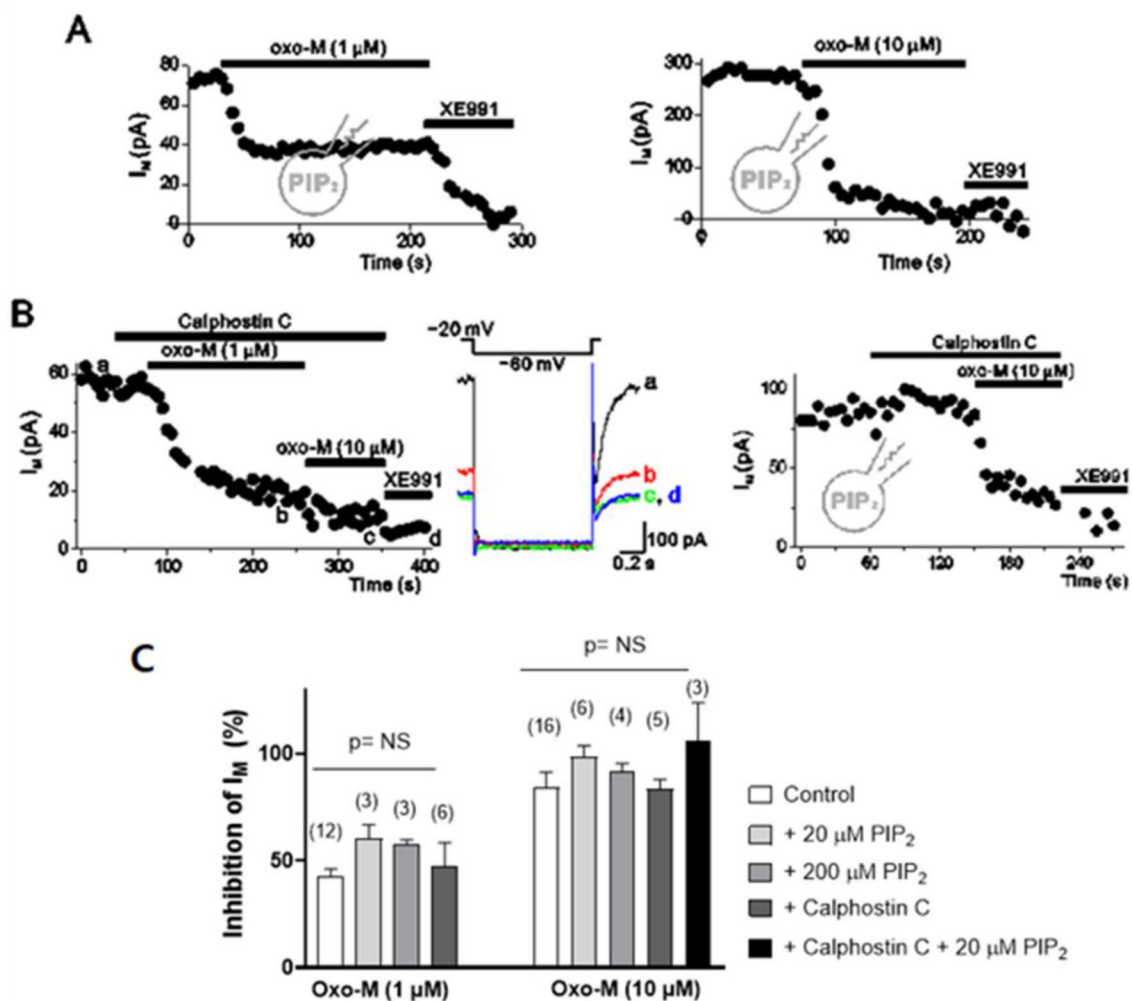 A
oxo-M (1 μM)
XE991
80
60
40
20
0
I_M (pA)
PIP₂
0 100 200 300
Time (s)
oxo-M (10 μM)
XE991
300
200
100
300
0
I_M (pA)
PIP₂
0 100 200
Time (s)
B
Calphostin C
oxo-M (1 μM)
oxo-M (10 μM)
XE991
60
40
20
0
I_M (pA)
a
b
c
d
0 100 200 300 400
Time (s)
−20 mV
−60 mV
a
b
c, d
100 pA
0.2 s
Calphostin C
oxo-M (10 μM)
XE991
100
50
0
I_M (pA)
PIP₂
0 60 120 180 240
Time (s)
C
p= NS
p= NS
(12) (3) (3) (6)
(16) (6) (4) (5) (3)
Inhibition of I_M (%)
100
50
0
Oxo-M (1 μM) Oxo-M (10 μM)
Control
+ 20 μM PIP₂
+ 200 μM PIP₂
+ Calphostin C
+ Calphostin C + 20 μM PIP₂